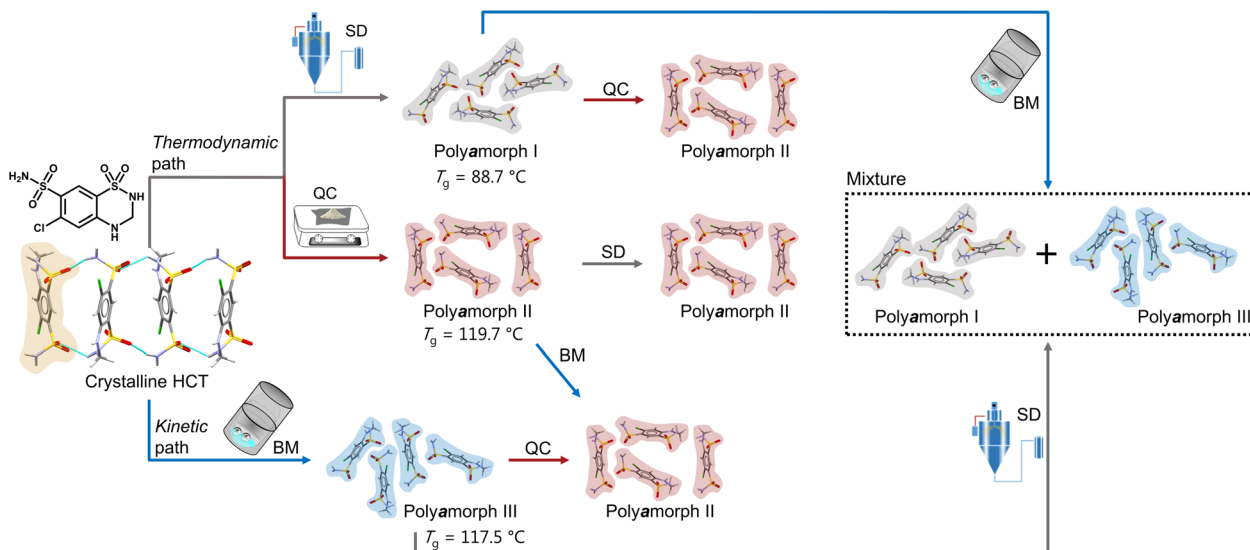 SD
Thermodynamic
path
H₂N
O
O
S
O
O
S
NH
Cl
N
H
Polyamorph I
Tg = 88.7 °C
QC
Polyamorph II
BM
QC
Polyamorph II
Tg = 119.7 °C
SD
Polyamorph II
Mixture
+
Polyamorph I
Polyamorph III
Crystalline HCT
BM
Kinetic
path
BM
Polyamorph III
Tg = 117.5 °C
QC
Polyamorph II
SD